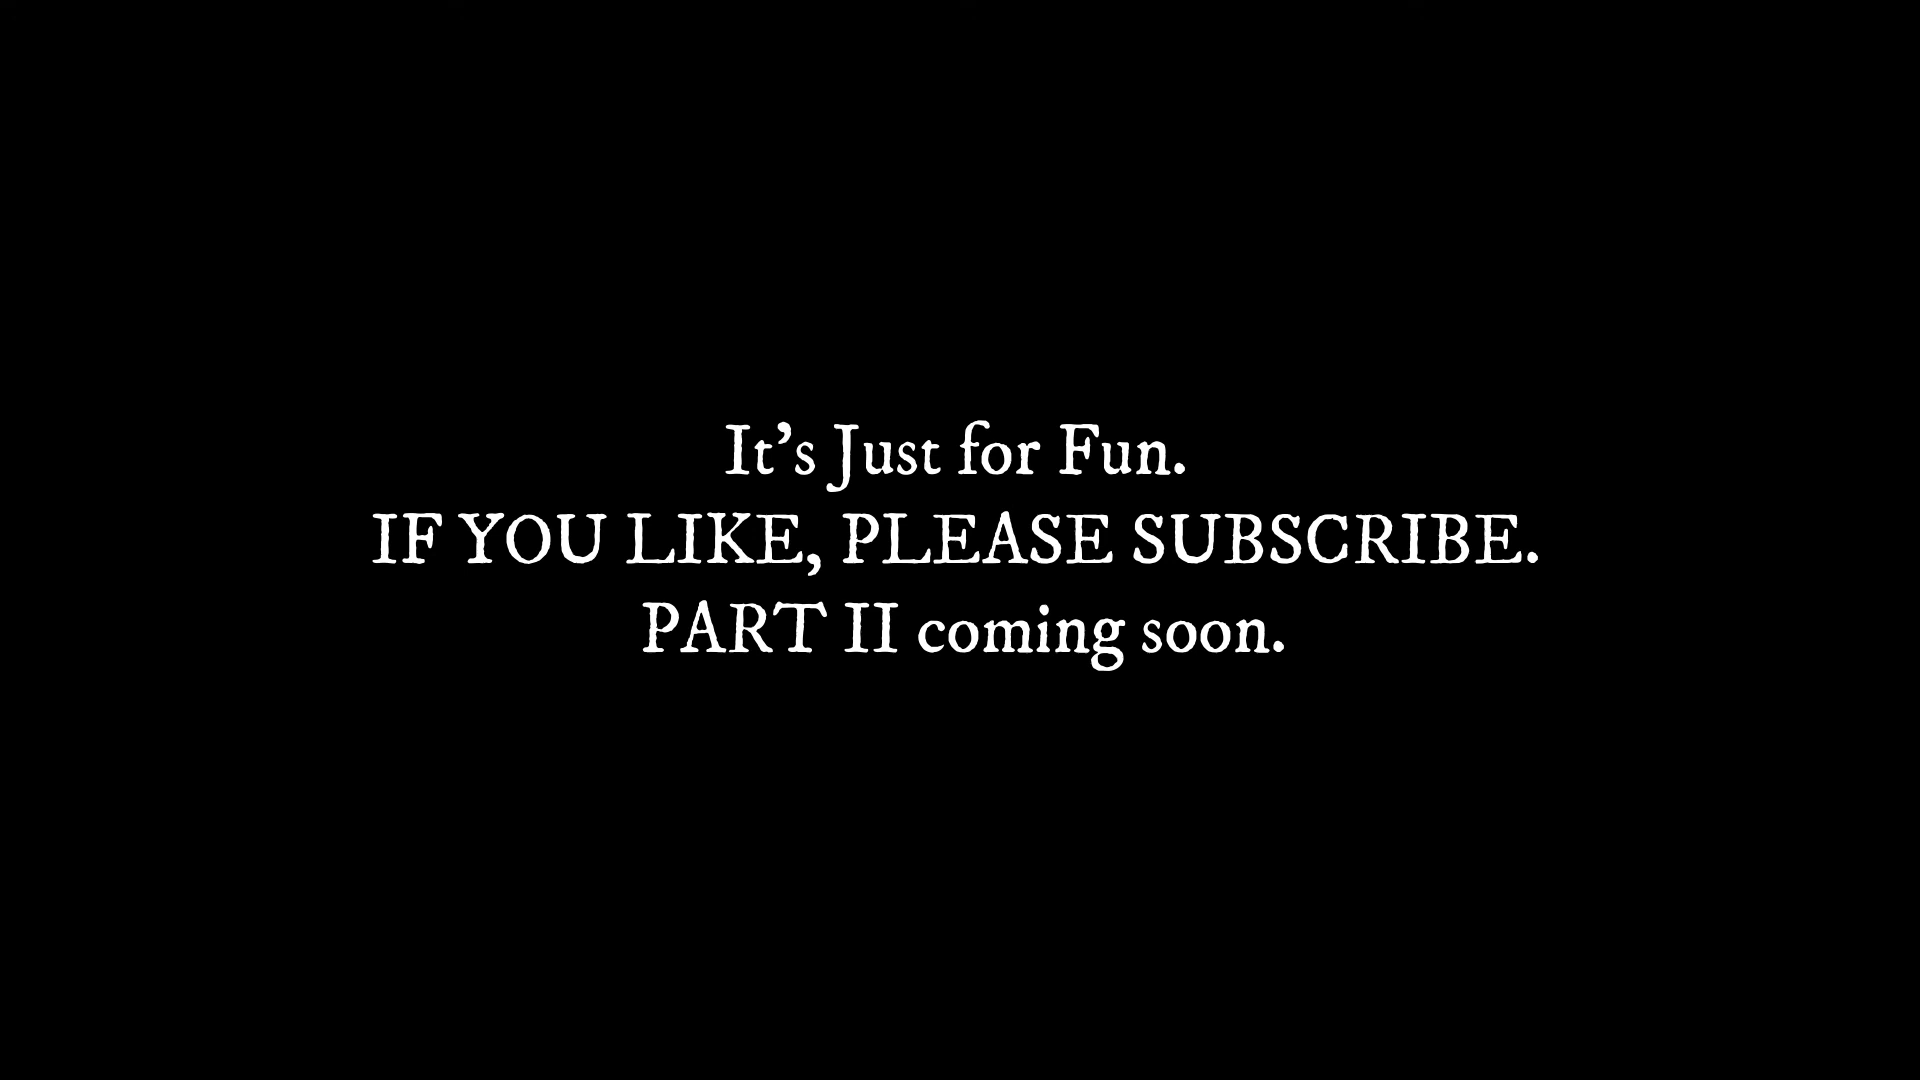 It’s Just for Fun.
IF YOU LIKE, PLEASE SUBSCRIBE.
PART II coming soon.